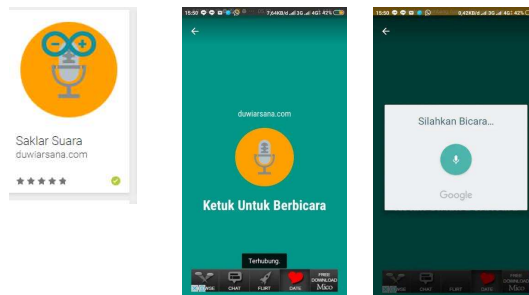 Saklar Suara
duwiarsana.com
15:50
7,64KB/d
3G
4G
42%
duwiarsana.com
Ketuk Untuk Berbicara
Terhubung.
CHAT
FLIRT
DATE
FREE
DOWNLOAD
Mico
15:50
0,42KB/d
3G
4G
42%
Silahkan Bicara...
Google
CHAT
FLIRT
DATE
FREE
DOWNLOAD
Mico